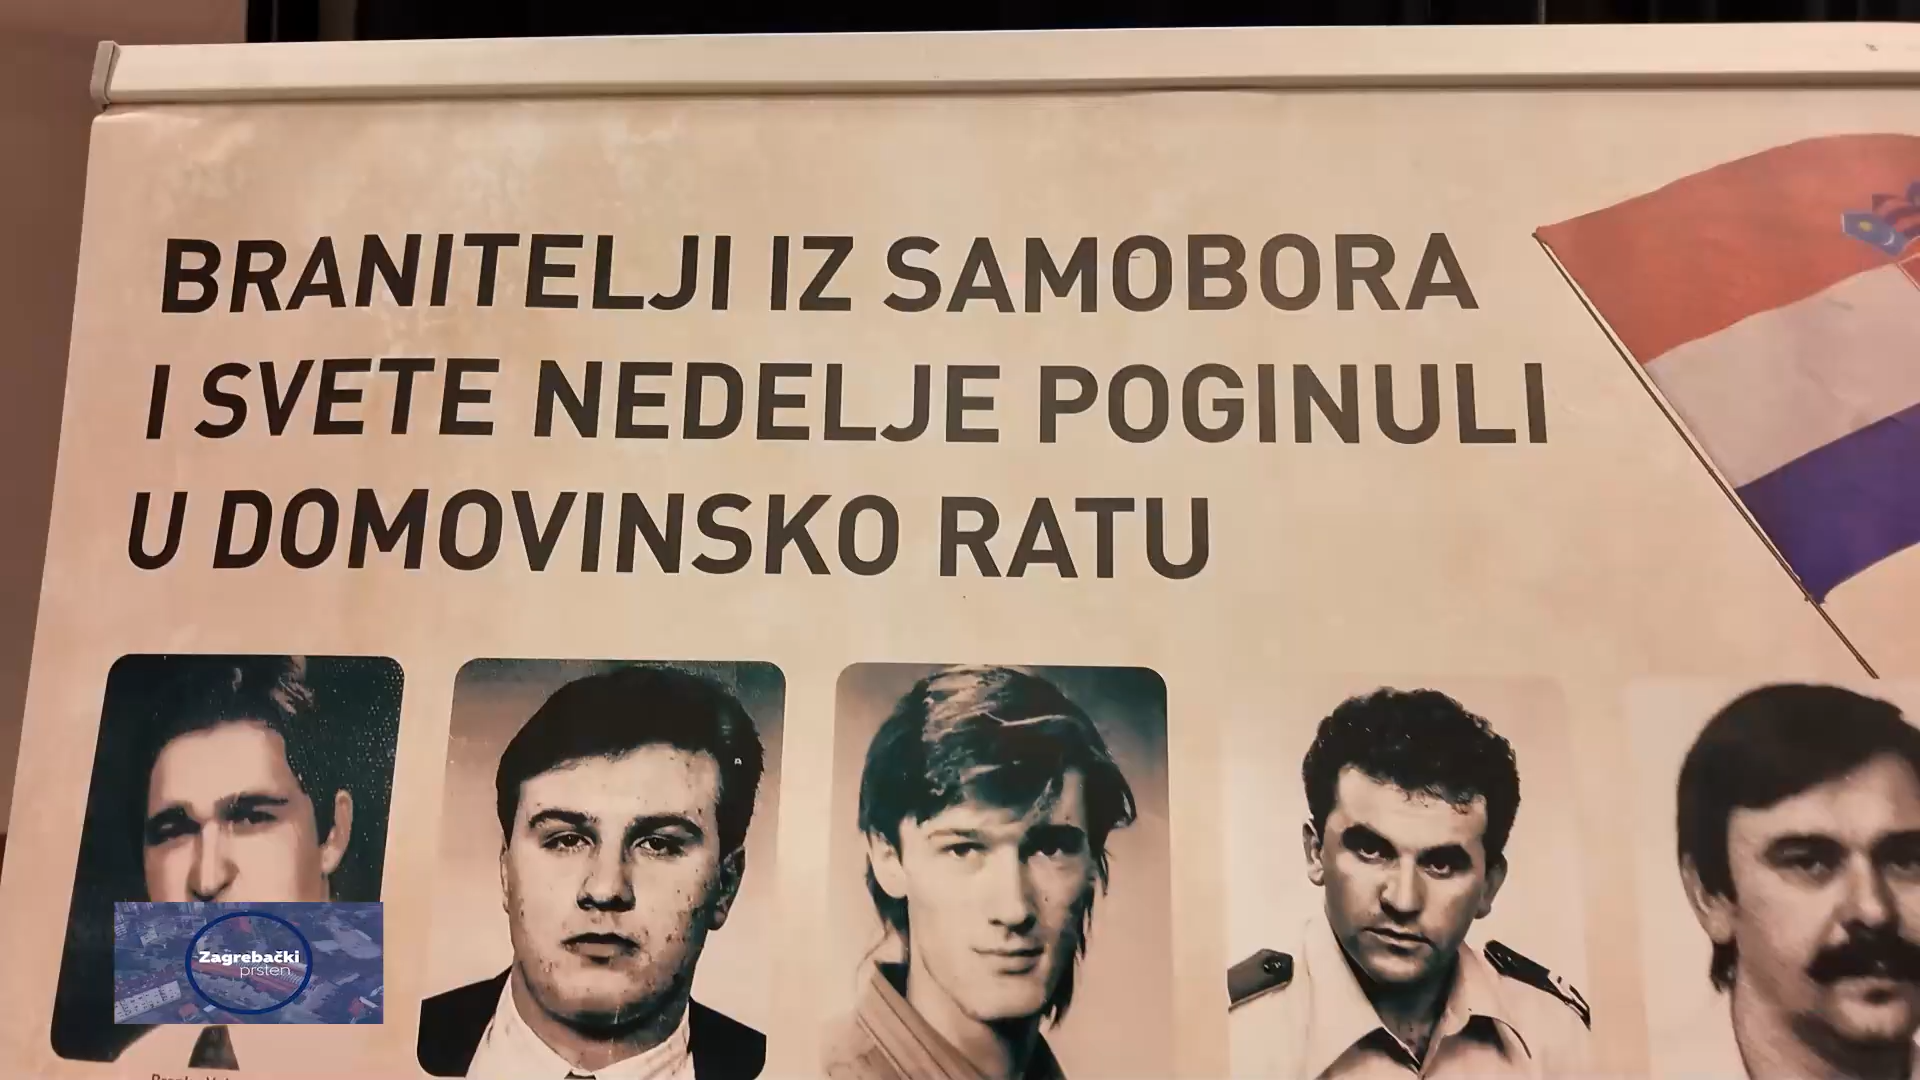 BRANITELJI IZ SAMOBORA
I SVETE NEDELJE POGINULI
U DOMOVINSKO RATU
Zagrebački
prsten